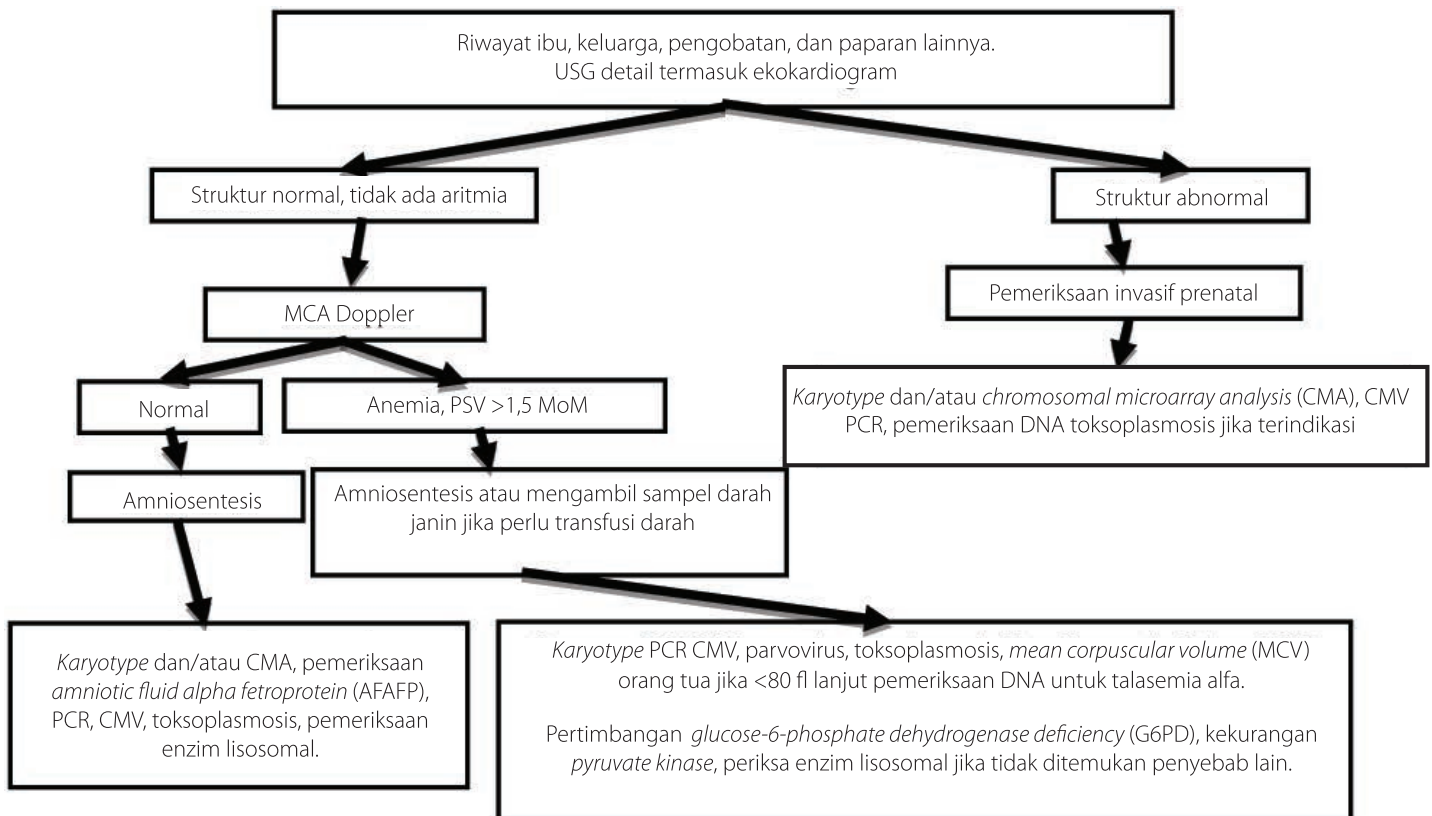 Riwayat ibu, keluarga, pengobatan, dan paparan lainnya.
USG detail termasuk ekokardiogram
Struktur normal, tidak ada aritmia
Struktur abnormal
MCA Doppler
Pemeriksaan invasif prenatal
Normal
Anemia, PSV >1,5 MoM
Karyotype dan/atau chromosomal microarray analysis (CMA), CMV
PCR, pemeriksaan DNA toksoplasmosis jika terindikasi
Amniosentesis
Amniosentesis atau mengambil sampel darah
janin jika perlu transfusi darah
Karyotype dan/atau CMA, pemeriksaan
amniotic fluid alpha fetroprotein (AFAFP),
PCR, CMV, toksoplasmosis, pemeriksaan
enzim lisosomal.
Karyotype PCR CMV, parvovirus, toksoplasmosis, mean corpuscular volume (MCV)
orang tua jika <80 fl lanjut pemeriksaan DNA untuk talasemia alfa.
Pertimbangan glucose-6-phosphate dehydrogenase deficiency (G6PD), kekurangan
pyruvate kinase, periksa enzim lisosomal jika tidak ditemukan penyebab lain.